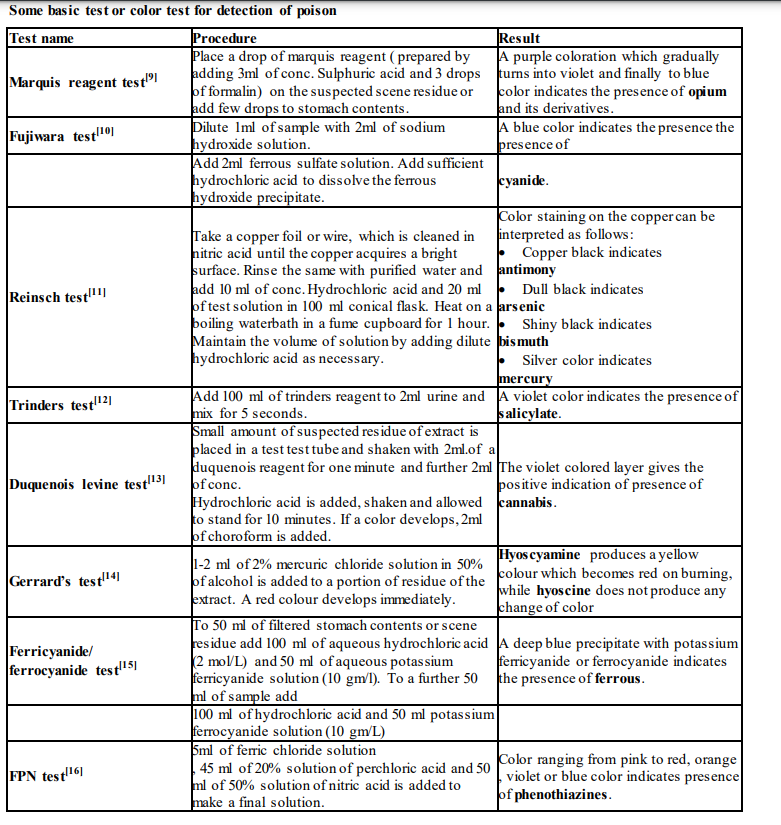 Some basic test or color test for detection of poison
Test name
Procedure
Result
Marquis reagent test[9]
Place a drop of marquis reagent ( prepared by
adding 3ml of conc. Sulphuric acid and 3 drops
of formalin) on the suspected scene residue or
add few drops to stomach contents.
A purple coloration which gradually
turns into violet and finally to blue
color indicates the presence of opium
and its derivatives.
Fujiwara test[10]
Dilute 1ml of sample with 2ml of sodium
hydroxide solution.
A blue color indicates the presence the
presence of
Add 2ml ferrous sulfate solution. Add sufficient
hydrochloric acid to dissolve the ferrous
hydroxide precipitate.
cyanide.
Reinsch test[11]
Take a copper foil or wire, which is cleaned in
nitric acid until the copper acquires a bright
surface. Rinse the same with purified water and
add 10 ml of conc. Hydrochloric acid and 20 ml
of test solution in 100 ml conical flask. Heat on a
boiling waterbath in a fume cupboard for 1 hour.
Maintain the volume of solution by adding dilute
hydrochloric acid as necessary.
Color staining on the copper can be
interpreted as follows:
• Copper black indicates
antimony
• Dull black indicates
arsenic
• Shiny black indicates
bismuth
• Silver color indicates
mercury
Trinders test[12]
Add 100 ml of trinders reagent to 2ml urine and
mix for 5 seconds.
A violet color indicates the presence of
salicylate.
Duquenois levine test[13]
Small amount of suspected residue of extract is
placed in a test test tube and shaken with 2ml.of a
duquenois reagent for one minute and further 2ml
of conc.
Hydrochloric acid is added, shaken and allowed
to stand for 10 minutes. If a color develops, 2ml
of choroform is added.
The violet colored layer gives the
positive indication of presence of
cannabis.
Gerrard's test[14]
1-2 ml of 2% mercuric chloride solution in 50%
of alcohol is added to a portion of residue of the
extract. A red colour develops immediately.
Hyoscyamine produces a yellow
colour which becomes red on burning,
while hyoscine does not produce any
change of color
Ferricyanide/
ferrocyanide test[15]
To 50 ml of filtered stomach contents or scene
residue add 100 ml of aqueous hydrochloric acid
(2 mol/L) and 50 ml of aqueous potassium
ferricyanide solution (10 gm/l). To a further 50
ml of sample add
A deep blue precipitate with potassium
ferricyanide or ferrocyanide indicates
the presence of ferrous.
100 ml of hydrochloric acid and 50 ml potassium
ferrocyanide solution (10 gm/L)
FPN test[16]
5ml of ferric chloride solution
, 45 ml of 20% solution of perchloric acid and 50
ml of 50% solution of nitric acid is added to
make a final solution.
Color ranging from pink to red, orange
, violet or blue color indicates presence
of phenothiazines.